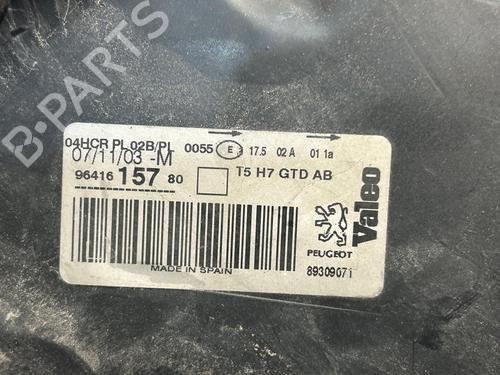 B-PARTS
04HCR PL 02B/PL 0055 E 17.5 02 A 01 1a
07/11/03 -M
96416 157 80 T5 H7 GTD AB
Valeo
PEUGEOT
MADE IN SPAIN 89309071